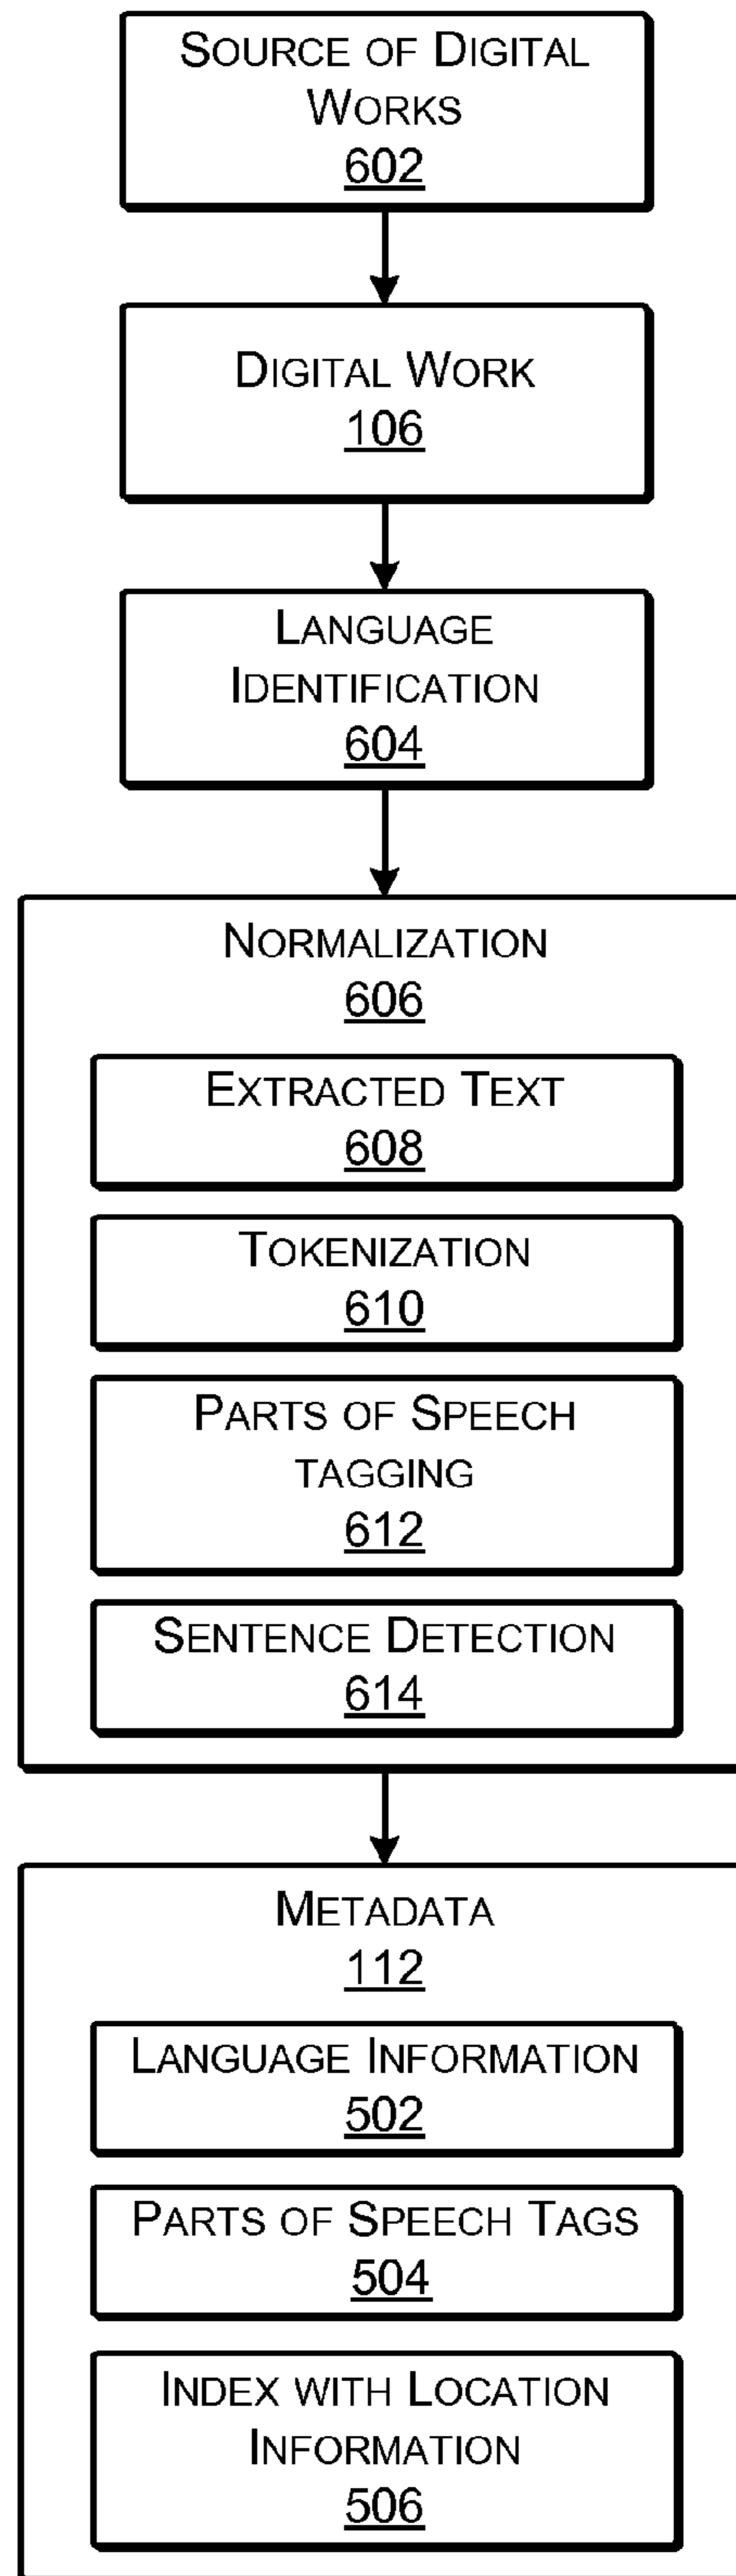 SOURCE OF DIGITAL
WORKS
602
DIGITAL WORK
106
LANGUAGE
IDENTIFICATION
604
NORMALIZATION
606
EXTRACTED TEXT
608
TOKENIZATION
610
PARTS OF SPEECH
TAGGING
612
SENTENCE DETECTION
614
METADATA
112
LANGUAGE INFORMATION
502
PARTS OF SPEECH TAGS
504
INDEX WITH LOCATION
INFORMATION
506